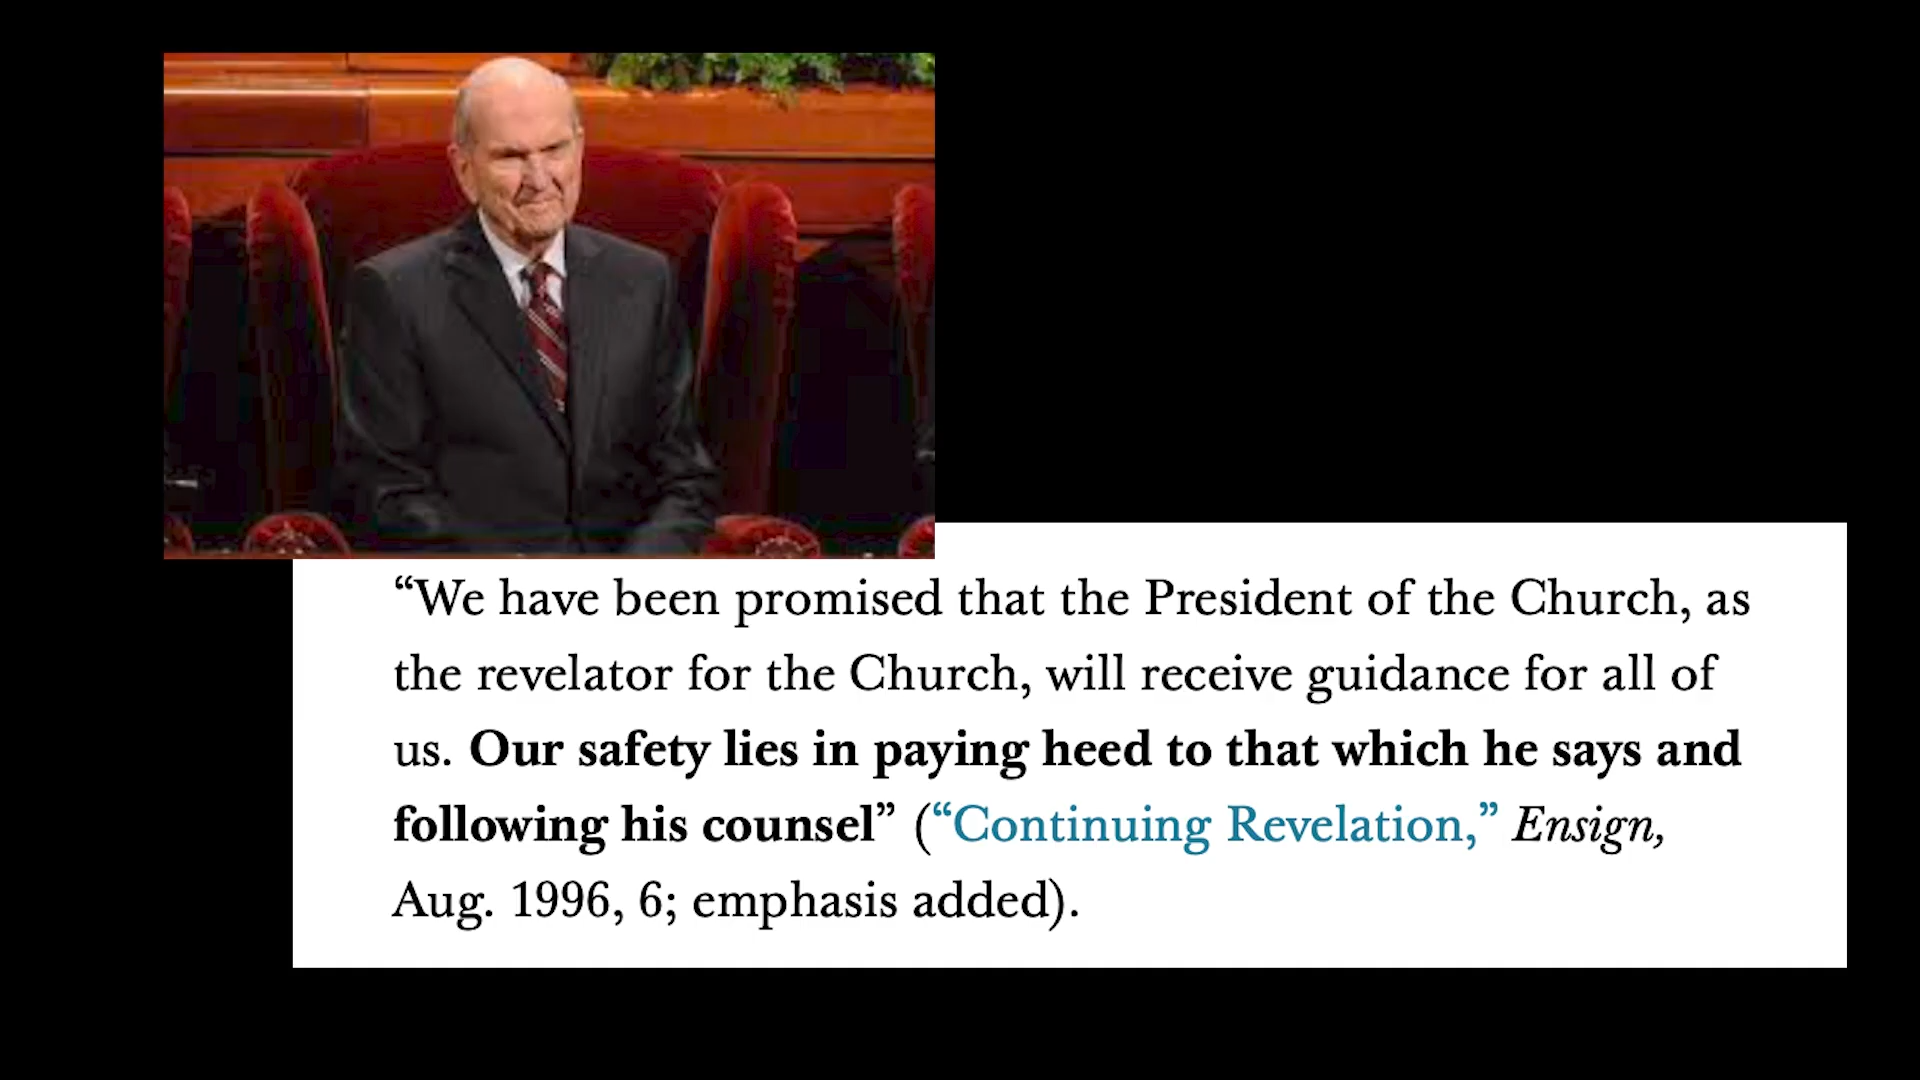 “We have been promised that the President of the Church, as
the revelator for the Church, will receive guidance for all of
us. Our safety lies in paying heed to that which he says and
following his counsel” (“Continuing Revelation,” Ensign,
Aug. 1996, 6; emphasis added).